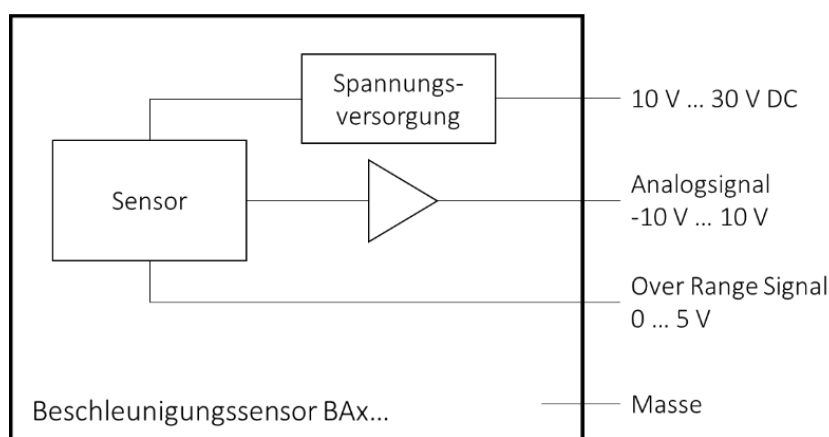 Spannungs-
versorgung
10 V ... 30 V DC
Sensor
Analogsignal
-10 V ... 10 V
Over Range Signal
0 ... 5 V
Beschleunigungssensor BAx...
Masse